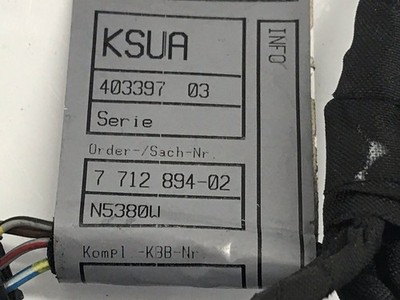 KSUA
INFO
403397 03
Serie
Order-/Sach-Nr.
7 712 894-02
N5380W
Kompl -KBB-Nr